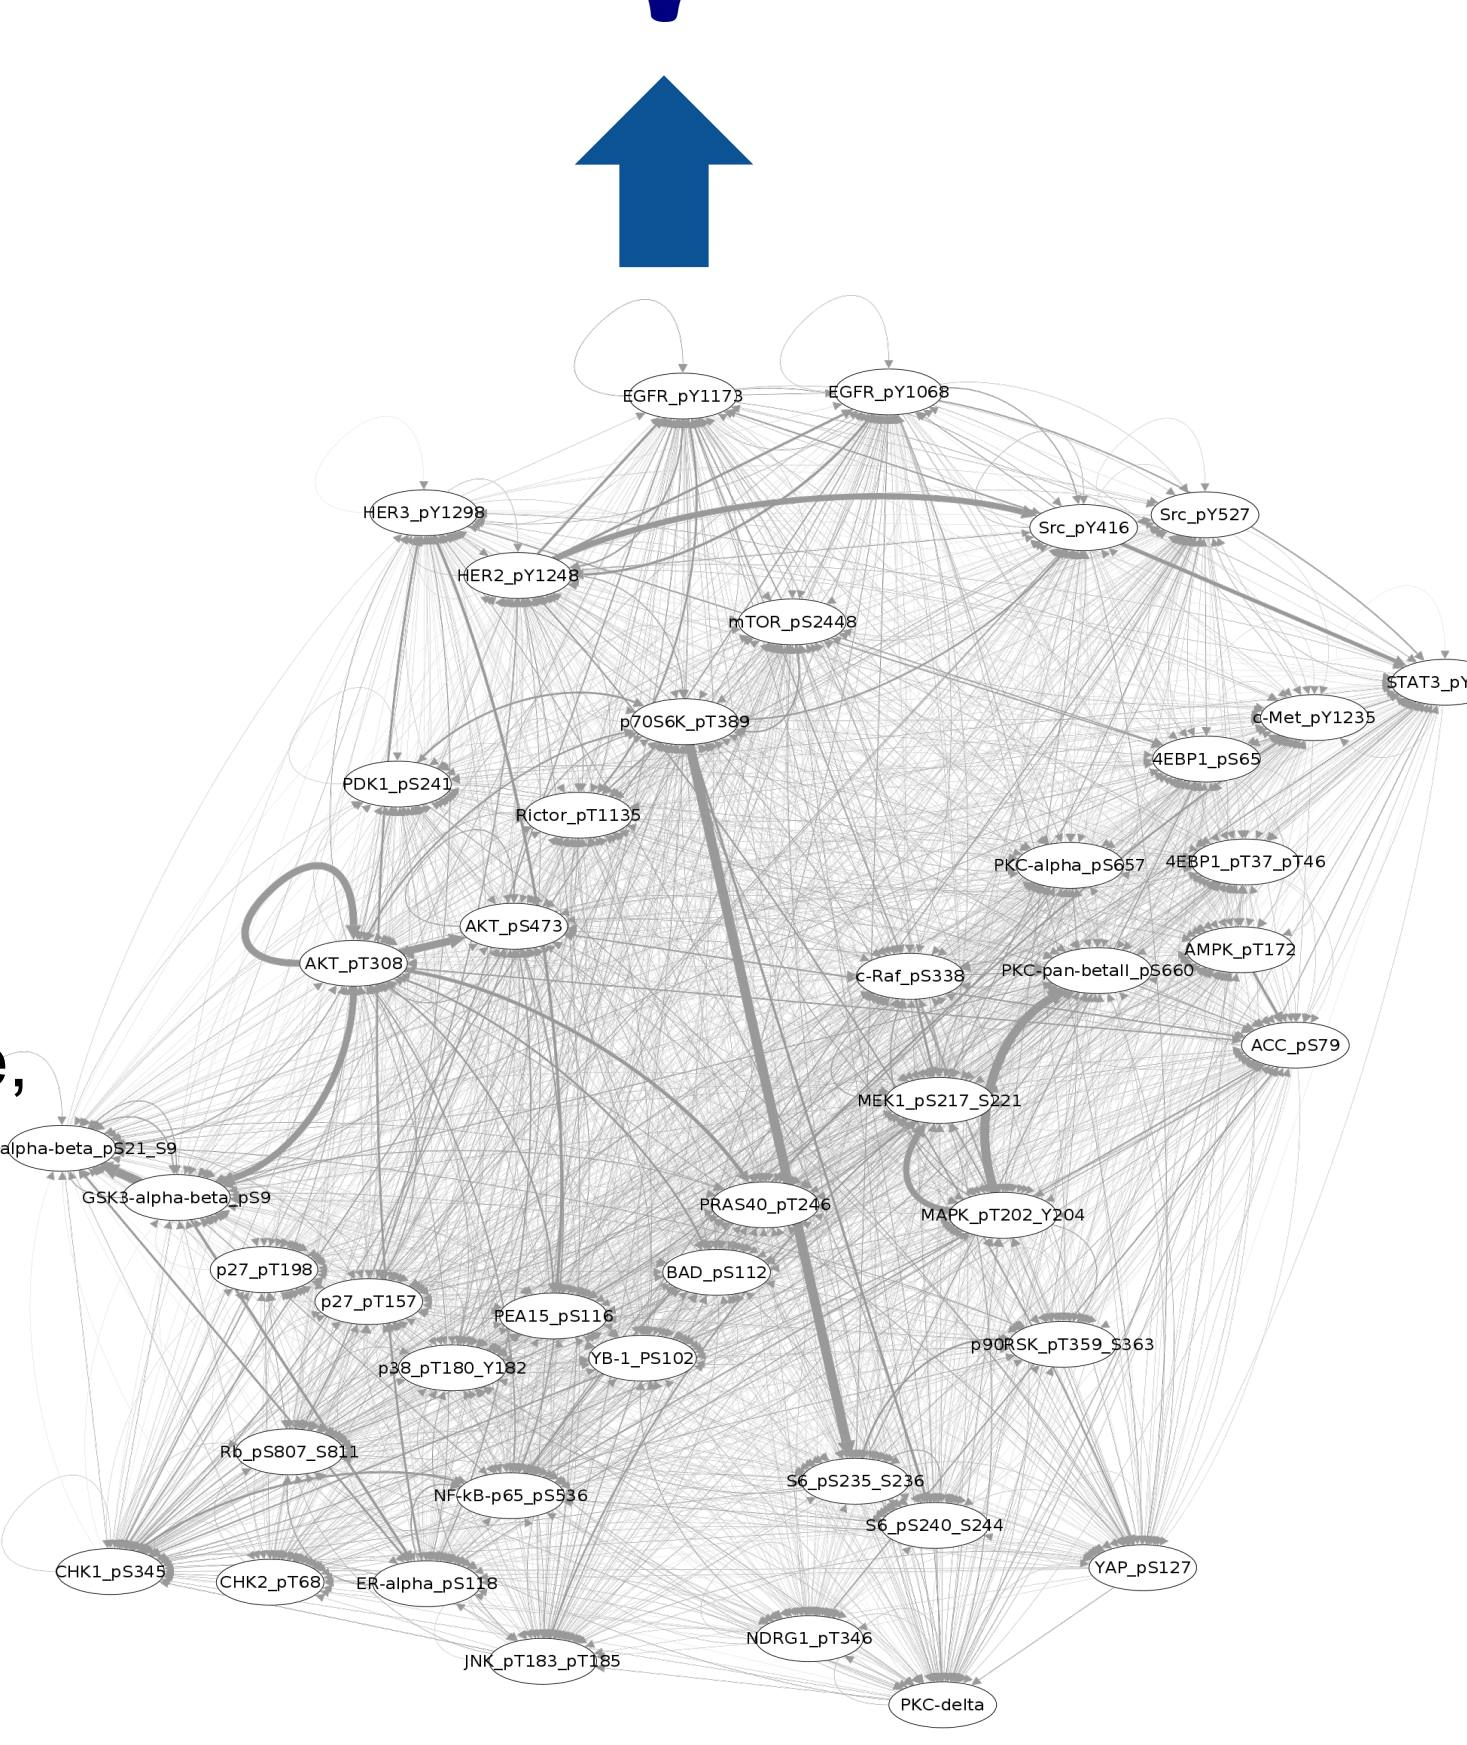 EGFR_pY1173
EGFR_pY1068
HER3_pY1298
Src_pY527
Src_pY416
HER2_pY1248
mTOR_pS2448
STAT3_pY
p70S6K_pT389
c-Met_pY1235
4EBP1_pS65
PDK1_pS241
Rictor_pT1135
PKC-alpha_pS657
4EBP1_pT37_pT46
AKT_pS473
AMPK_pT172
AKT_pT308
c-Raf_pS338
PKC-pan-betaII_pS660
ACC_pS79
e,
MEK1_pS217_S221
alpha-beta_pS21_S9
GSK3-alpha-beta_pS9
PRAS40_pT246
MAPK_pT202_Y204
p27_pT198
BAD_pS112
p27_pT157
PEA15_pS116
p90RSK_pT359_S363
YB-1_PS102
p38_pT180_Y182
Rb_pS807_S811
S6_pS235_S236
NF-kB-p65_pS536
S6_pS240_S244
YAP_pS127
CHK1_pS345
CHK2_pT68
ER-alpha_pS118
NDRG1_pT346
JNK_pT183_pT185
PKC-delta